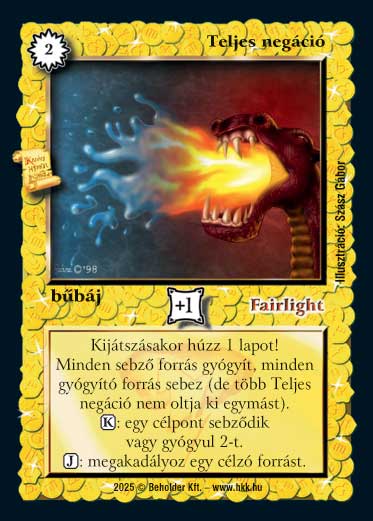 2
Teljes negáció
Illusztráció: Szász Gábor
©'98
bűbáj
+1
Fairlight
Kijátszásakor húzz 1 lapot!
Minden sebző forrás gyógyít, minden
gyógyító forrás sebez (de több Teljes
negáció nem oltja ki egymást).
K: egy célpont sebződik
vagy gyógyul 2-t.
J: megakadályoz egy célzó forrást.
2025 © Beholder Kft. – www.hkk.hu